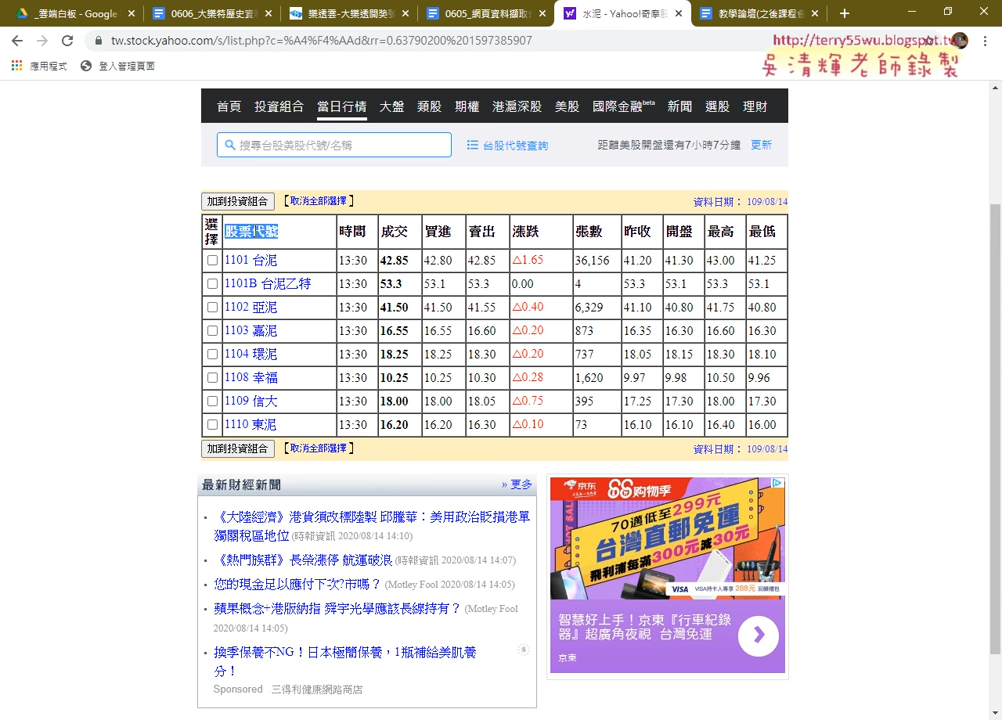 _雲端白板 - Google
0606_大樂特歷史資
樂透雲-大樂透開獎
0605_網頁資料擷取
水泥 - Yahoo!奇摩股
教學論壇(之後課程會
tw.stock.yahoo.com/s/list.php?c=%A4%F4%AAd&rr=0.63790200%201597385907
http://terry55wu.blogspot.tw
應用程式 登入管理頁面
吳清輝老師錄製
首頁 投資組合 當日行情 大盤 類股 期權 港滬深股 美股 國際金融beta 新聞 選股 理財
搜尋台股美股代號/名稱 台股代號查詢 距離美股開盤還有7小時7分鐘 更新
加到投資組合 【取消全部選擇】 資料日期： 109/08/14
選擇 股票代號 時間 成交 買進 賣出 漲跌 張數 昨收 開盤 最高 最低
1101 台泥 13:30 42.85 42.80 42.85 △1.65 36,156 41.20 41.30 43.00 41.25
1101B 台泥乙特 13:30 53.3 53.1 53.3 0.00 4 53.3 53.1 53.3 53.1
1102 亞泥 13:30 41.50 41.50 41.55 △0.40 6,329 41.10 40.80 41.75 40.80
1103 嘉泥 13:30 16.55 16.55 16.60 △0.20 873 16.35 16.30 16.60 16.30
1104 環泥 13:30 18.25 18.25 18.30 △0.20 737 18.05 18.15 18.30 18.10
1108 幸福 13:30 10.25 10.25 10.30 △0.28 1,620 9.97 9.98 10.50 9.96
1109 信大 13:30 18.00 18.00 18.05 △0.75 395 17.25 17.30 18.00 17.30
1110 東泥 13:30 16.20 16.20 16.30 △0.10 73 16.10 16.10 16.40 16.00
加到投資組合 【取消全部選擇】 資料日期： 109/08/14
最新財經新聞 » 更多
《大陸經濟》港貨須改標陸製 邱騰華：美用政治貶損港單
獨關稅區地位 (時報資訊 2020/08/14 14:10)
《熱門族群》長榮漲停 航運破浪 (時報資訊 2020/08/14 14:07)
您的現金足以應付下次?市嗎？ (Motley Fool 2020/08/14 14:05)
蘋果概念+港版納指 舜宇光學應該長線持有？ (Motley Fool
2020/08/14 14:05)
換季保養不NG！日本極簡保養，1瓶補給美肌養
分！
Sponsored 三得利健康網路商店
京东 618购物季
70週低至299元
台灣直郵免運
飛利浦每滿300元減30元
VISA VISA持卡人專享 288元 回饋禮包
智慧好上手！京東『行車紀錄
器』超廣角夜視 台灣免運
京東